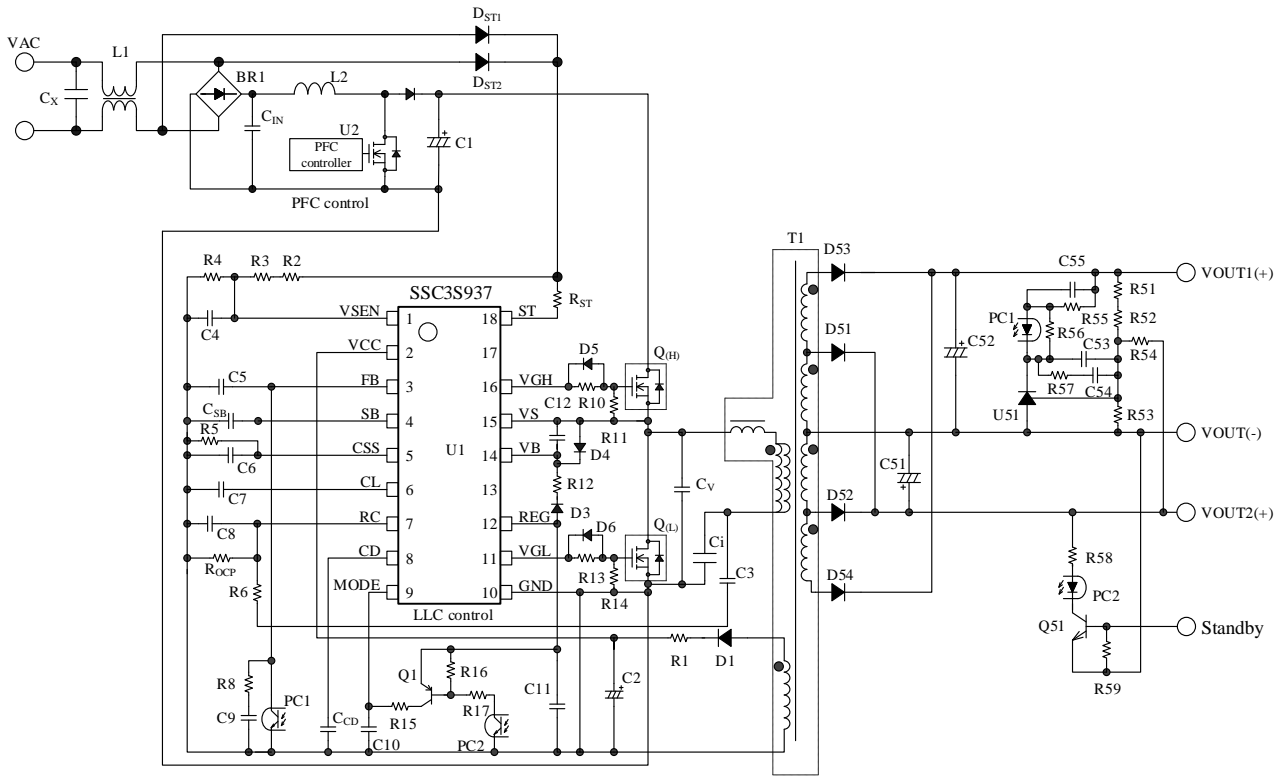 DST1
VAC
L1
DST2
BR1
L2
CX
CIN
U2
PFC
controller
C1
PFC control
T1
D53
R4
R3
R2
C55
VOUT1(+)
SSC3S937
RST
R51
VSEN
1
18
ST
PC1
R55
R52
C4
R56
D5
Q(H)
D51
VCC
2
17
C52
C53
R54
C5
FB
3
16
VGH
R57
C54
CSB
C12
R10
U51
R53
SB
4
15
VS
R11
R5
VOUT(-)
D4
CSS
5
U1
14
VB
C6
C51
R12
CV
CL
6
13
C7
D3
D52
VOUT2(+)
RC
7
12
REG
D6
Q(L)
C8
Ci
CD
8
11
VGL
R58
ROCP
C3
R13
D54
R6
MODE
9
10
GND
R14
PC2
LLC control
Q51
Standby
R1
D1
R59
Q1
R16
C2
R8
C11
PC1
R17
C9
CCD
R15
C10
PC2